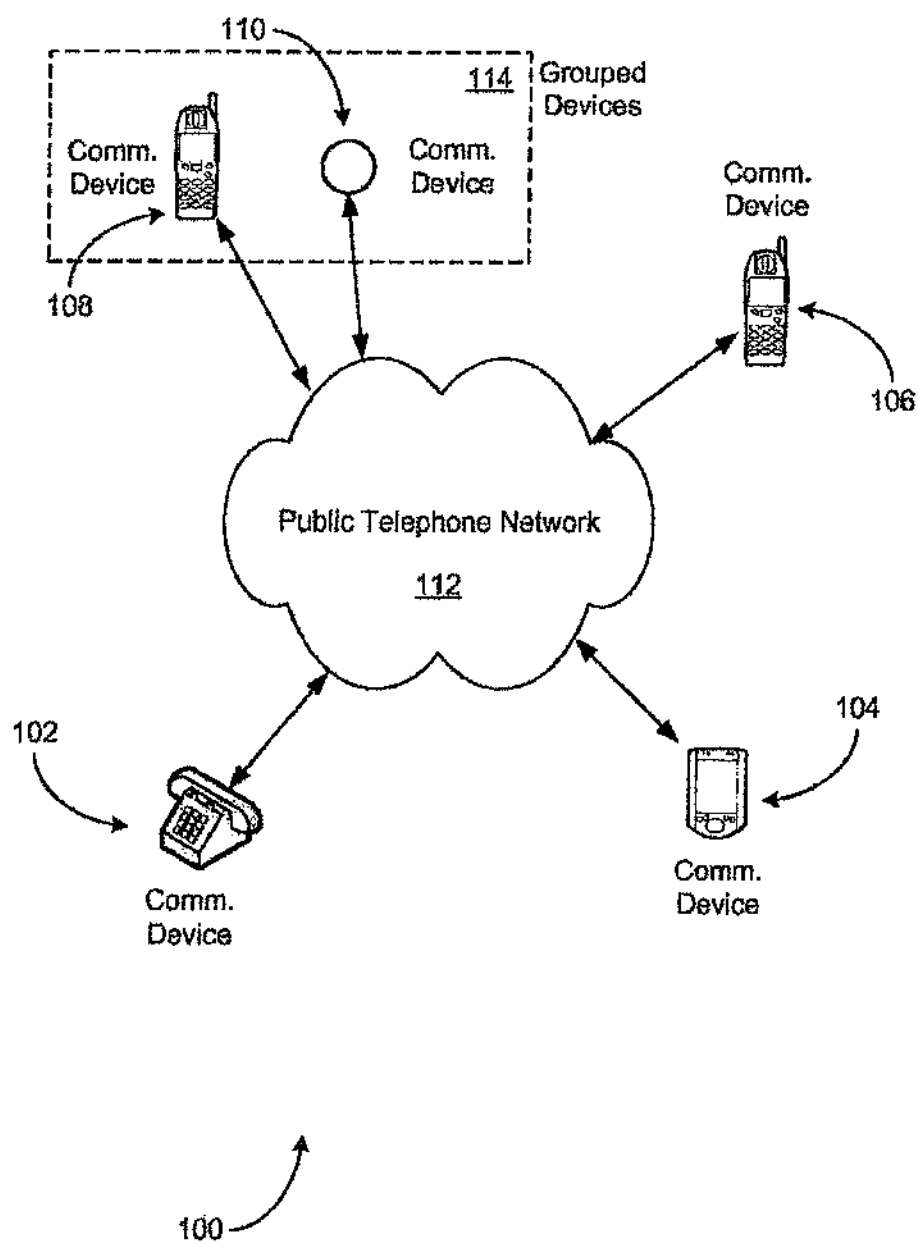 110
114
Grouped
Devices
Comm.
Device
Comm.
Device
108
Comm.
Device
106
Public Telephone Network
112
102
Comm.
Device
104
Comm.
Device
100